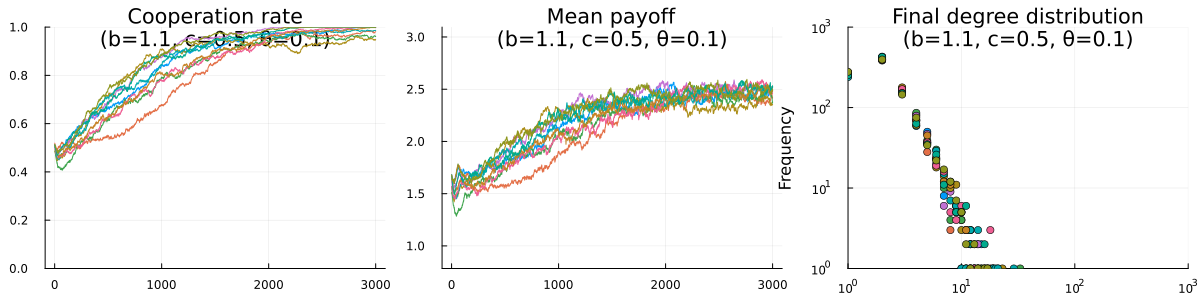 Cooperation rate
(b=1.1, c=0.5, θ=0.1)
1.0
0.8
0.6
0.4
0.2
0.0
0 1000 2000 3000
Mean payoff
(b=1.1, c=0.5, θ=0.1)
3.0
2.5
2.0
1.5
1.0
0 1000 2000 3000
Final degree distribution
(b=1.1, c=0.5, θ=0.1)
Frequency
10³
10²
10¹
10⁰
10⁰ 10¹ 10² 10³